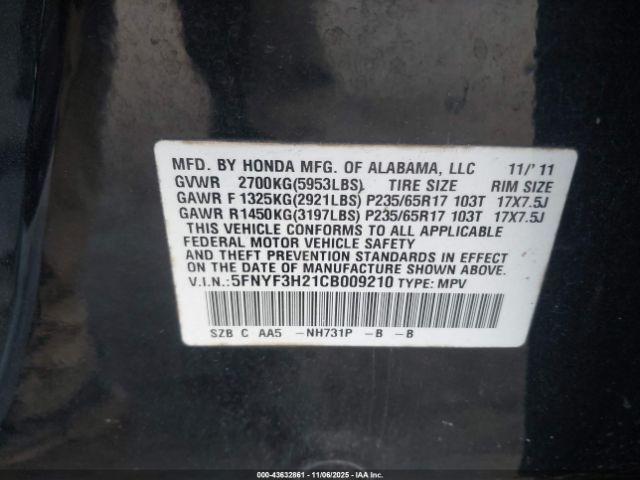 MFD. BY HONDA MFG. OF ALABAMA, LLC 11/'11
GVWR 2700KG(5953LBS) TIRE SIZE RIM SIZE
GAWR F 1325KG(2921LBS) P235/65R17 103T 17X7.5J
GAWR R1450KG(3197LBS) P235/65R17 103T 17X7.5J
THIS VEHICLE CONFORMS TO ALL APPLICABLE
FEDERAL MOTOR VEHICLE SAFETY
AND THEFT PREVENTION STANDARDS IN EFFECT
ON THE DATE OF MANUFACTURE SHOWN ABOVE.
V.I.N.: 5FNYF3H21CB009210 TYPE: MPV
SZB C AA5 -NH731P -B -B
000-43632861 - 11/06/2025 - IAAI.COM